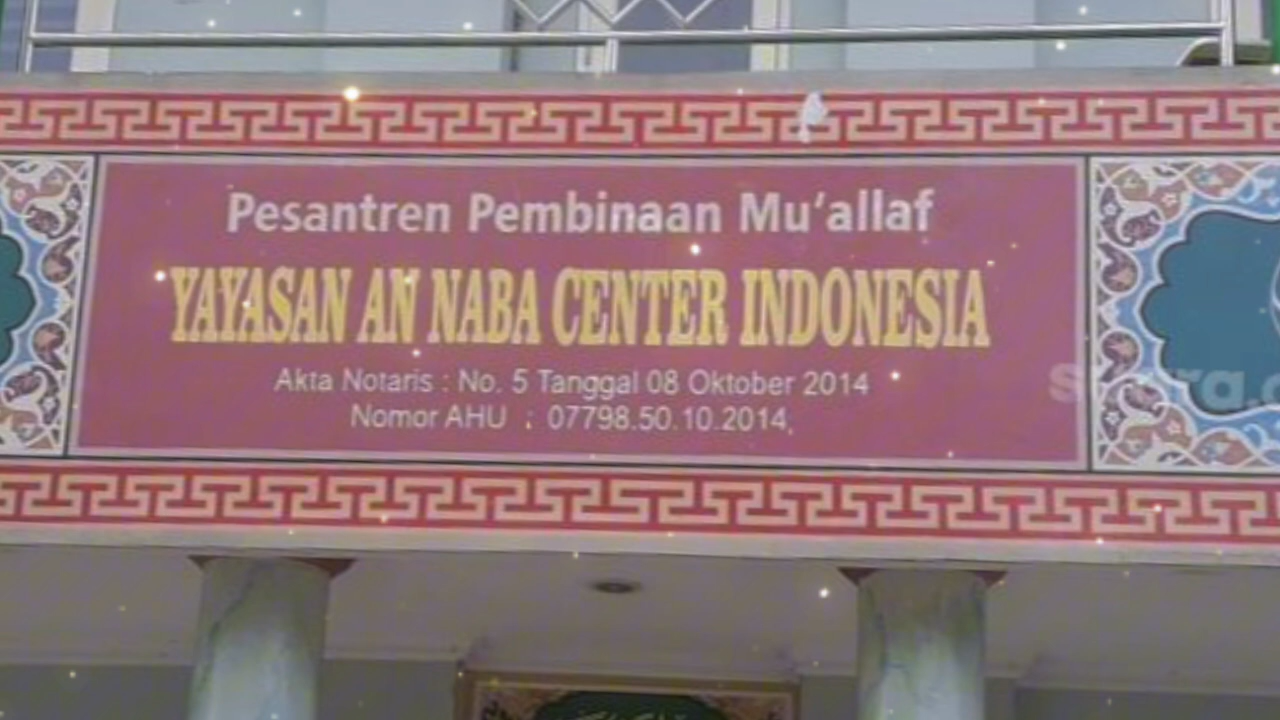 Pesantren Pembinaan Mu'allaf
YAYASAN AN NABA CENTER INDONESIA
Akta Notaris : No. 5 Tanggal 08 Oktober 2014
Nomor AHU : 07798.50.10.2014,